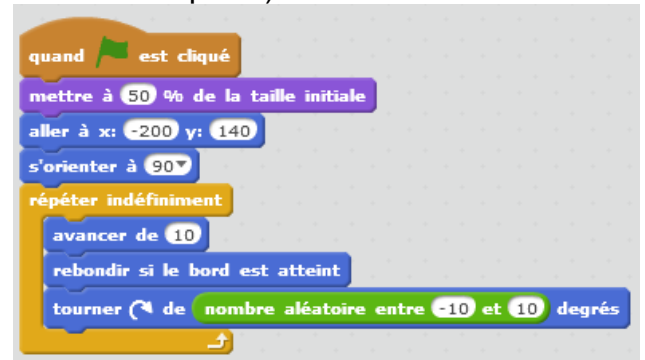 quand est cliqué
mettre à 50 % de la taille initiale
aller à x: -200 y: 140
s'orienter à 90
répéter indéfiniment
avancer de 10
rebondir si le bord est atteint
tourner de nombre aléatoire entre -10 et 10 degrés